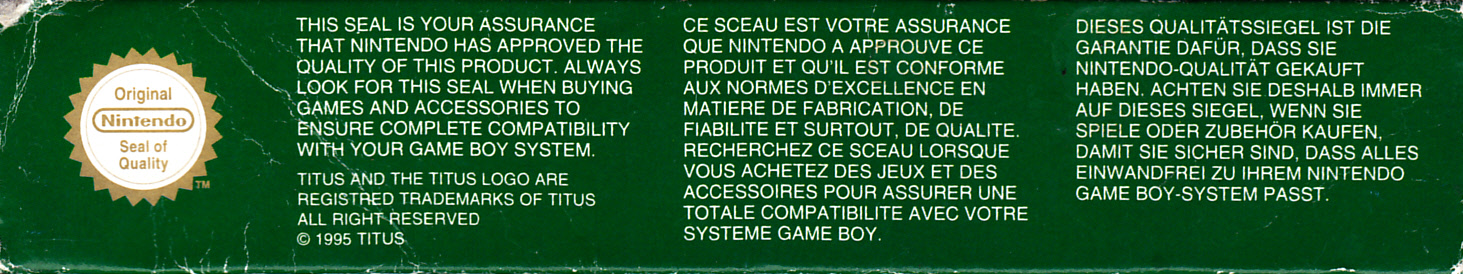 Original
Nintendo
Seal of
Quality
TM
THIS SEAL IS YOUR ASSURANCE
THAT NINTENDO HAS APPROVED THE
QUALITY OF THIS PRODUCT. ALWAYS
LOOK FOR THIS SEAL WHEN BUYING
GAMES AND ACCESSORIES TO
ENSURE COMPLETE COMPATIBILITY
WITH YOUR GAME BOY SYSTEM.
TITUS AND THE TITUS LOGO ARE
REGISTRED TRADEMARKS OF TITUS
ALL RIGHT RESERVED
© 1995 TITUS
CE SCEAU EST VOTRE ASSURANCE
QUE NINTENDO A APPROUVE CE
PRODUIT ET QU'IL EST CONFORME
AUX NORMES D'EXCELLENCE EN
MATIERE DE FABRICATION, DE
FIABILITE ET SURTOUT, DE QUALITE.
RECHERCHEZ CE SCEAU LORSQUE
VOUS ACHETEZ DES JEUX ET DES
ACCESSOIRES POUR ASSURER UNE
TOTALE COMPATIBILITE AVEC VOTRE
SYSTEME GAME BOY.
DIESES QUALITÄTSSIEGEL IST DIE
GARANTIE DAFÜR, DASS SIE
NINTENDO-QUALITÄT GEKAUFT
HABEN. ACHTEN SIE DESHALB IMMER
AUF DIESES SIEGEL, WENN SIE
SPIELE ODER ZUBEHÖR KAUFEN,
DAMIT SIE SICHER SIND, DASS ALLES
EINWANDFREI ZU IHREM NINTENDO
GAME BOY-SYSTEM PASST.